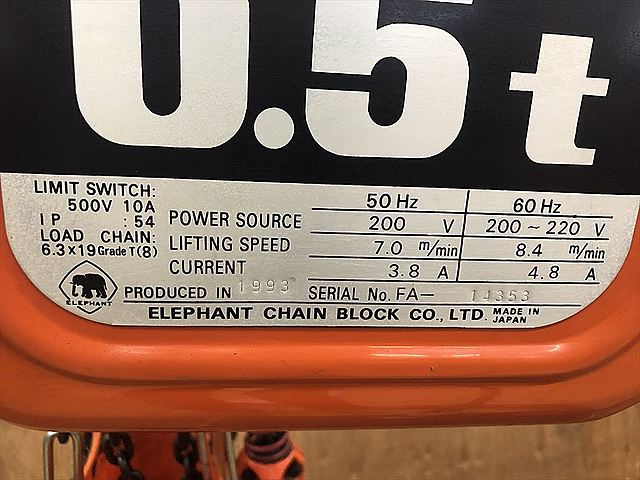 0.5t
LIMIT SWITCH:
500V 10A
IP : 54
LOAD CHAIN:
6.3×19 Grade T(8)
50 Hz 60 Hz
POWER SOURCE 200 V 200~220 V
LIFTING SPEED 7.0 m/min 8.4 m/min
CURRENT 3.8 A 4.8 A
ELEPHANT
PRODUCED IN 1993 SERIAL No. FA- 14353
ELEPHANT CHAIN BLOCK CO., LTD. MADE IN JAPAN